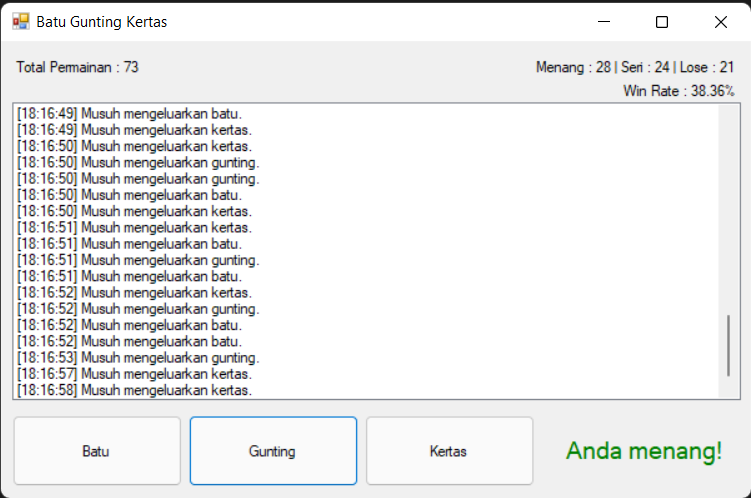 Batu Gunting Kertas
Total Permainan : 73
Menang : 28 | Seri : 24 | Lose : 21
Win Rate : 38.36%
[18:16:49] Musuh mengeluarkan batu.
[18:16:49] Musuh mengeluarkan kertas.
[18:16:50] Musuh mengeluarkan kertas.
[18:16:50] Musuh mengeluarkan gunting.
[18:16:50] Musuh mengeluarkan gunting.
[18:16:50] Musuh mengeluarkan batu.
[18:16:50] Musuh mengeluarkan kertas.
[18:16:51] Musuh mengeluarkan kertas.
[18:16:51] Musuh mengeluarkan batu.
[18:16:51] Musuh mengeluarkan gunting.
[18:16:51] Musuh mengeluarkan batu.
[18:16:52] Musuh mengeluarkan kertas.
[18:16:52] Musuh mengeluarkan gunting.
[18:16:52] Musuh mengeluarkan batu.
[18:16:52] Musuh mengeluarkan batu.
[18:16:53] Musuh mengeluarkan gunting.
[18:16:57] Musuh mengeluarkan kertas.
[18:16:58] Musuh mengeluarkan kertas.
Batu
Gunting
Kertas
Anda menang!